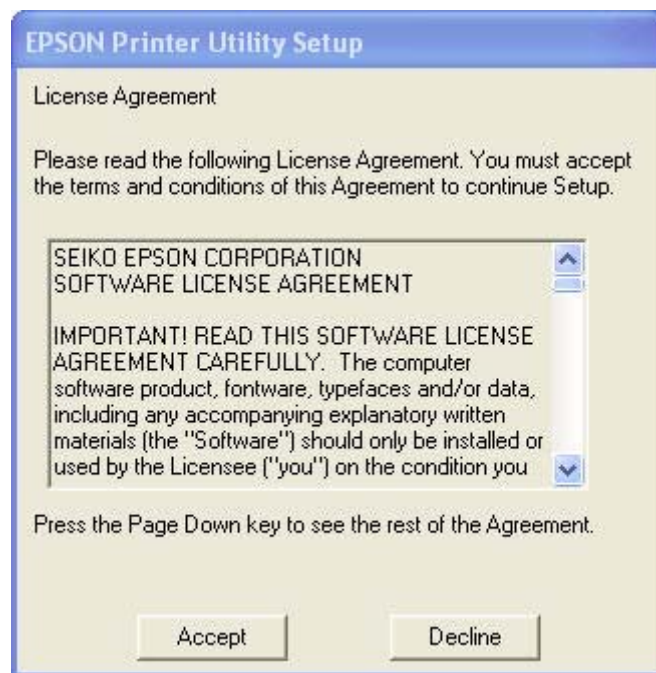 EPSON Printer Utility Setup
License Agreement
Please read the following License Agreement. You must accept
the terms and conditions of this Agreement to continue Setup.
SEIKO EPSON CORPORATION
SOFTWARE LICENSE AGREEMENT
IMPORTANT! READ THIS SOFTWARE LICENSE
AGREEMENT CAREFULLY.  The computer
software product, fontware, typefaces and/or data,
including any accompanying explanatory written
materials (the "Software") should only be installed or
used by the Licensee ("you") on the condition you
Press the Page Down key to see the rest of the Agreement.
Accept
Decline